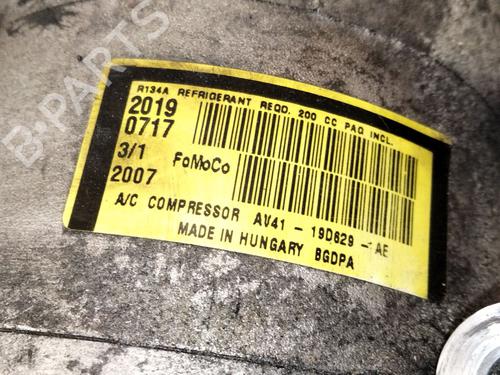 R134A REFRIGERANT REQD. 200 CC PAG INCL.
2019
0717
3/1 FoMoCo
2007
A/C COMPRESSOR AV41 - 19D629 - AE
MADE IN HUNGARY BGDPA
B-PARTS